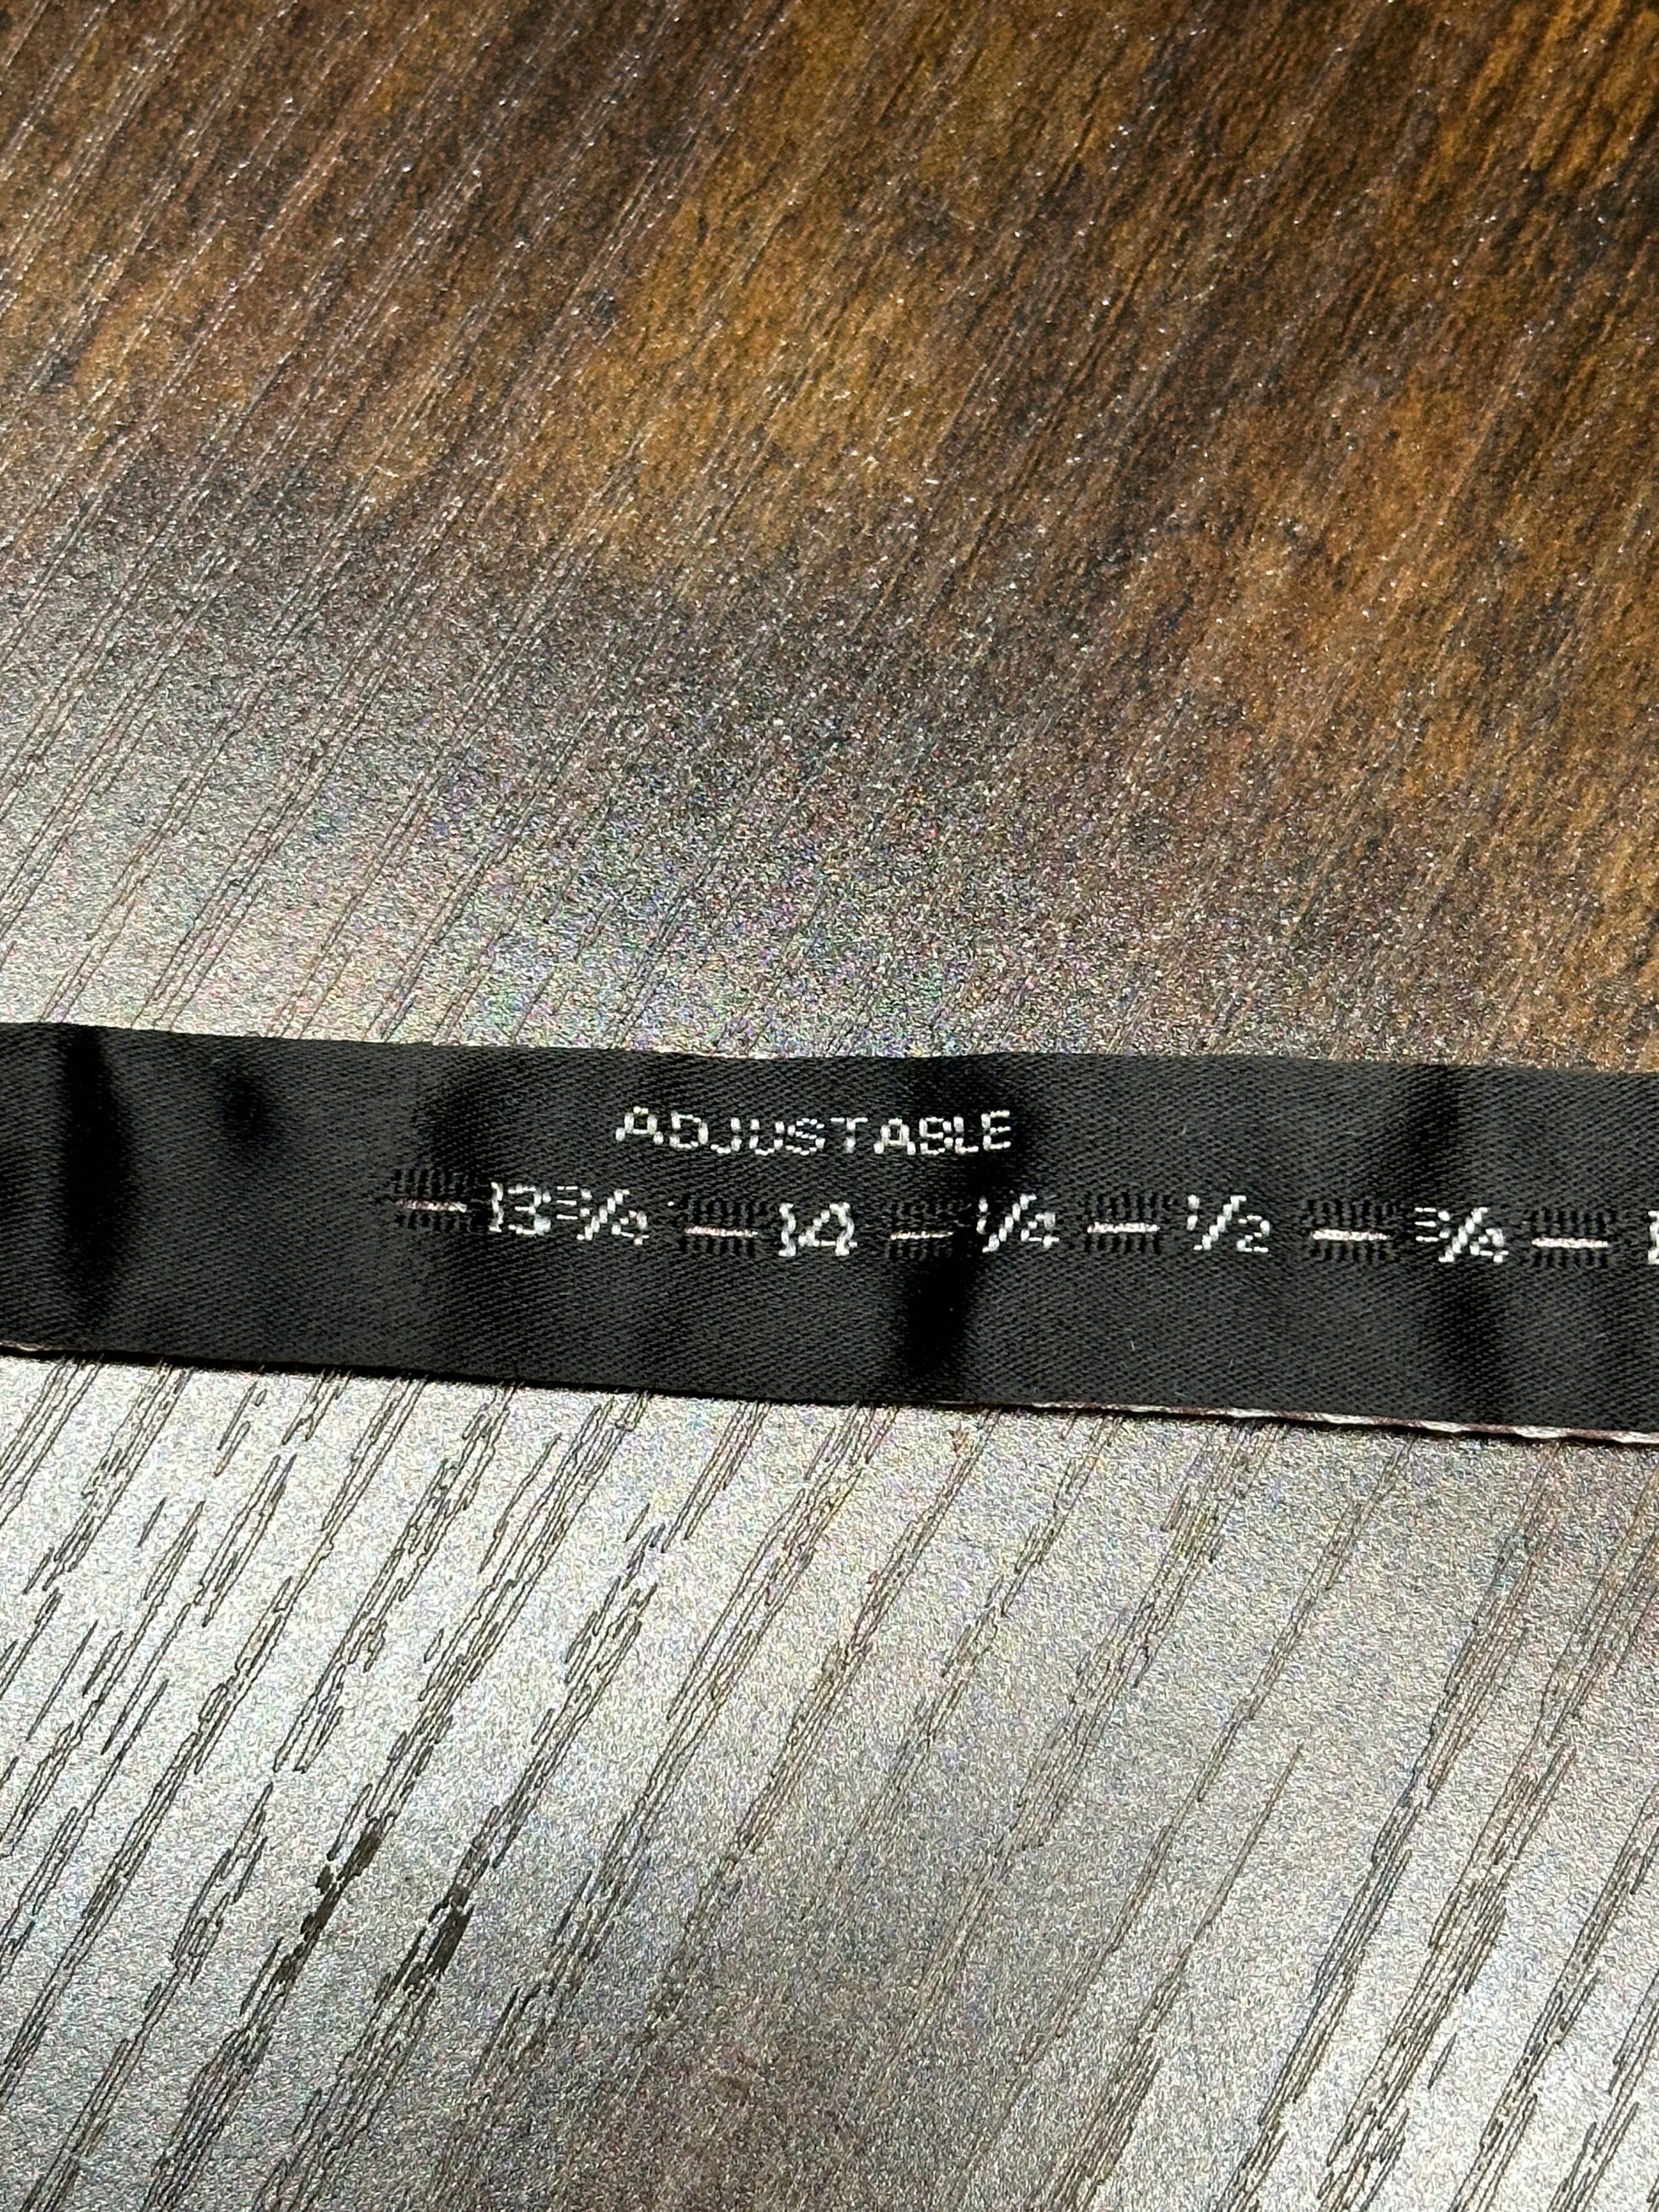 ADJUSTABLE
— 13¾ — 14 — ¼ — ½ — ¾ —